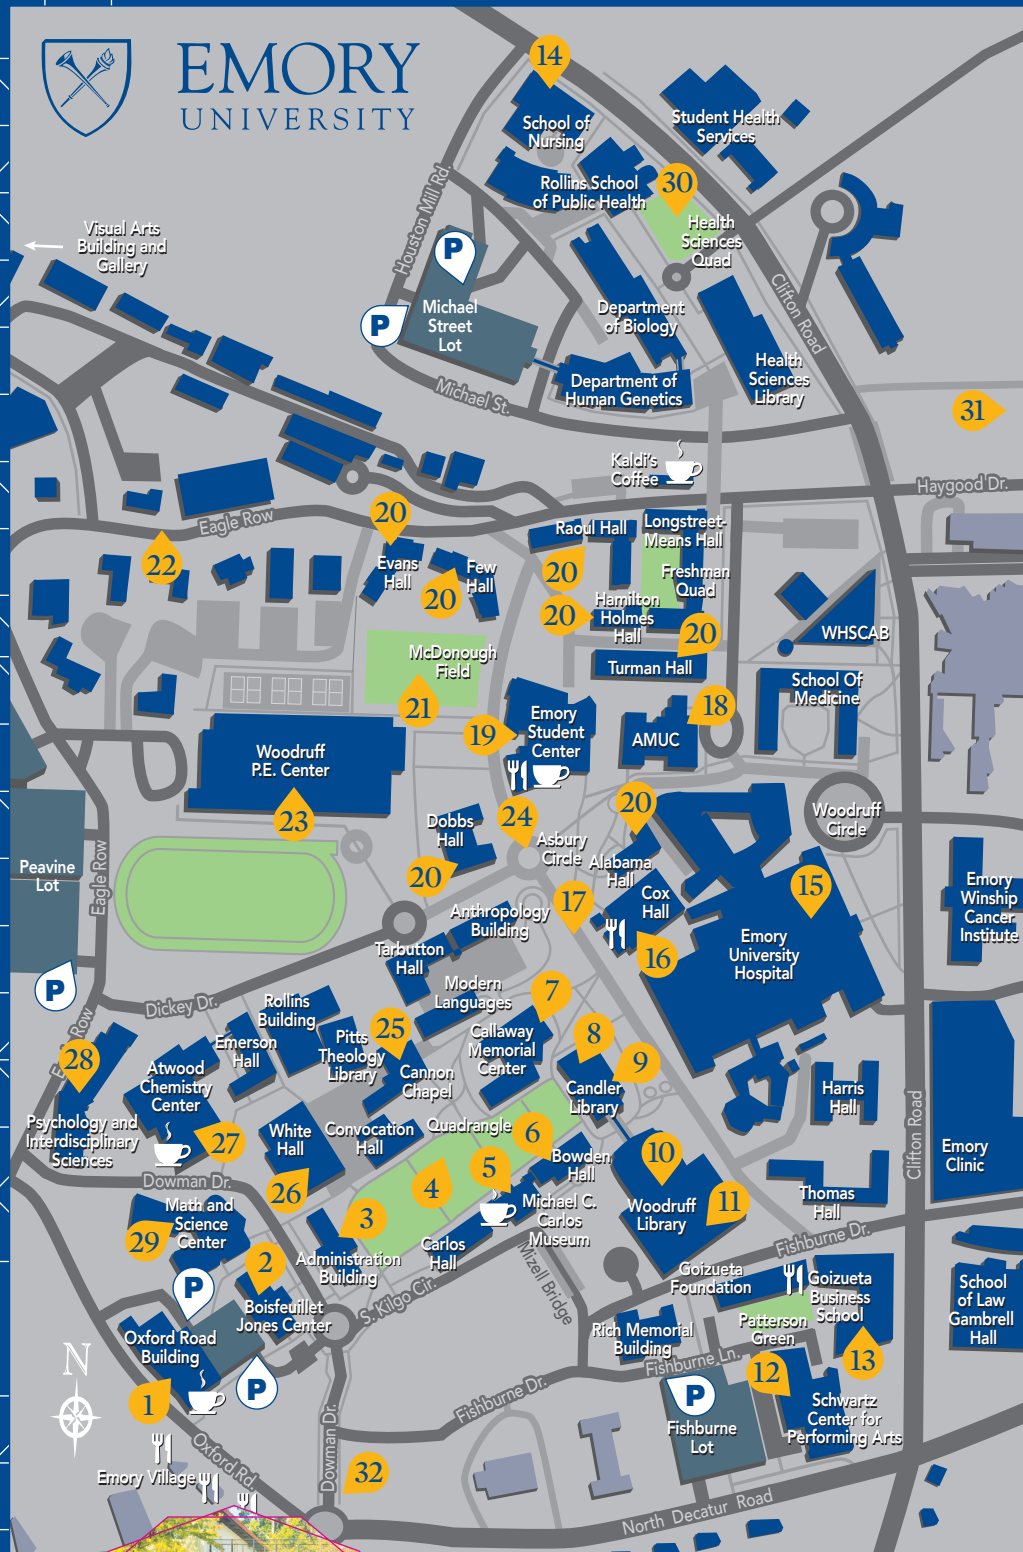 EMORY
UNIVERSITY
14
School of
Nursing
Student Health
Services
Rollins School
of Public Health
30
Health
Sciences
Quad
Houston Mill Rd.
Visual Arts
Building and
Gallery
P
Michael
Street
Lot
P
Department
of Biology
Clifton Road
Health
Sciences
Library
Department of
Human Genetics
Michael St.
31
Kaldi's
Coffee
Haygood Dr.
Eagle Row
20
Raoul Hall
Longstreet-
Means Hall
22
Evans
Hall
Few
Hall
20
20
Freshman
Quad
20
Hamilton
Holmes
Hall
20
WHSCAB
McDonough
Field
Turman Hall
School Of
Medicine
21
19
Emory
Student
Center
18
AMUC
Woodruff
P.E. Center
23
Dobbs
Hall
24
Asbury
Circle
20
Alabama
Hall
Woodruff
Circle
Peavine
Lot
Eagle Row
20
Cox
Hall
15
Emory
Winship
Cancer
Institute
Anthropology
Building
17
16
Emory
University
Hospital
Tarbutton
Hall
P
Dickey Dr.
Modern
Languages
7
Rollins
Building
Emerson
Hall
Pitts
Theology
Library
25
Callaway
Memorial
Center
8
9
28
Atwood
Chemistry
Center
Cannon
Chapel
Candler
Library
Harris
Hall
Clifton Road
Psychology and
Interdisciplinary
Sciences
27
White
Hall
Convocation
Hall
Quadrangle
6
Bowden
Hall
10
Emory
Clinic
Dowman Dr.
26
4
5
Michael C.
Carlos
Museum
Woodruff
Library
11
Thomas
Hall
Math and
Science
Center
29
3
2
Administration
Building
Carlos
Hall
Fishburne Dr.
P
Boisfeuillet
Jones Center
S. Kilgo Cir.
Mizell Bridge
Goizueta
Foundation
Goizueta
Business
School
School
of Law
Gambrell
Hall
N
Oxford Road
Building
Rich Memorial
Building
Patterson
Green
13
1
P
Fishburne Ln.
12
P
Fishburne Dr.
Fishburne
Lot
Schwartz
Center for
Performing Arts
Oxford Rd.
Dowman Dr.
Emory Village
32
North Decatur Road